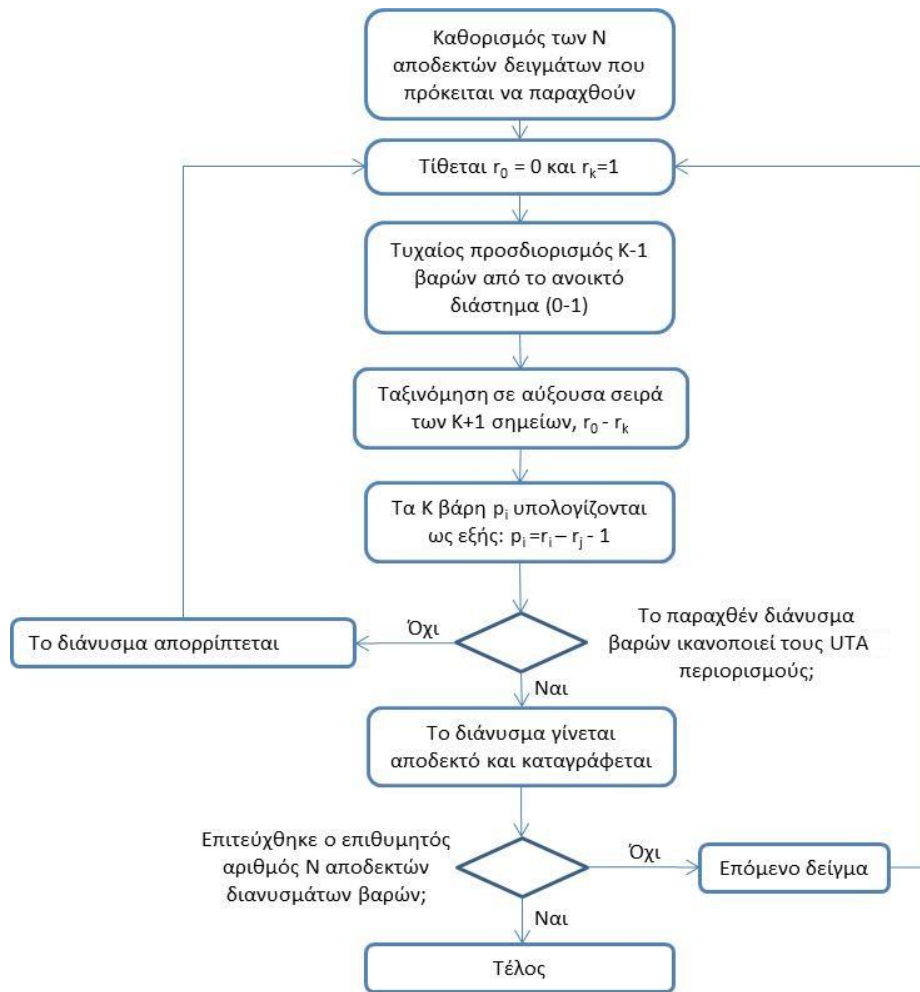 Καθορισμός των Ν
αποδεκτών δειγμάτων που
πρόκειται να παραχθούν
Τίθεται r₀ = 0 και rₖ=1
Τυχαίος προσδιορισμός Κ-1
βαρών από το ανοικτό
διάστημα (0-1)
Ταξινόμηση σε αύξουσα σειρά
των Κ+1 σημείων, r₀ - rₖ
Τα Κ βάρη pᵢ υπολογίζονται
ως εξής: pᵢ =rᵢ – rⱼ - 1
Το παραχθέν διάνυσμα
βαρών ικανοποιεί τους UTA
περιορισμούς;
Όχι
Το διάνυσμα απορρίπτεται
Ναι
Το διάνυσμα γίνεται
αποδεκτό και καταγράφεται
Επιτεύχθηκε ο επιθυμητός
αριθμός Ν αποδεκτών
διανυσμάτων βαρών;
Όχι
Επόμενο δείγμα
Ναι
Τέλος